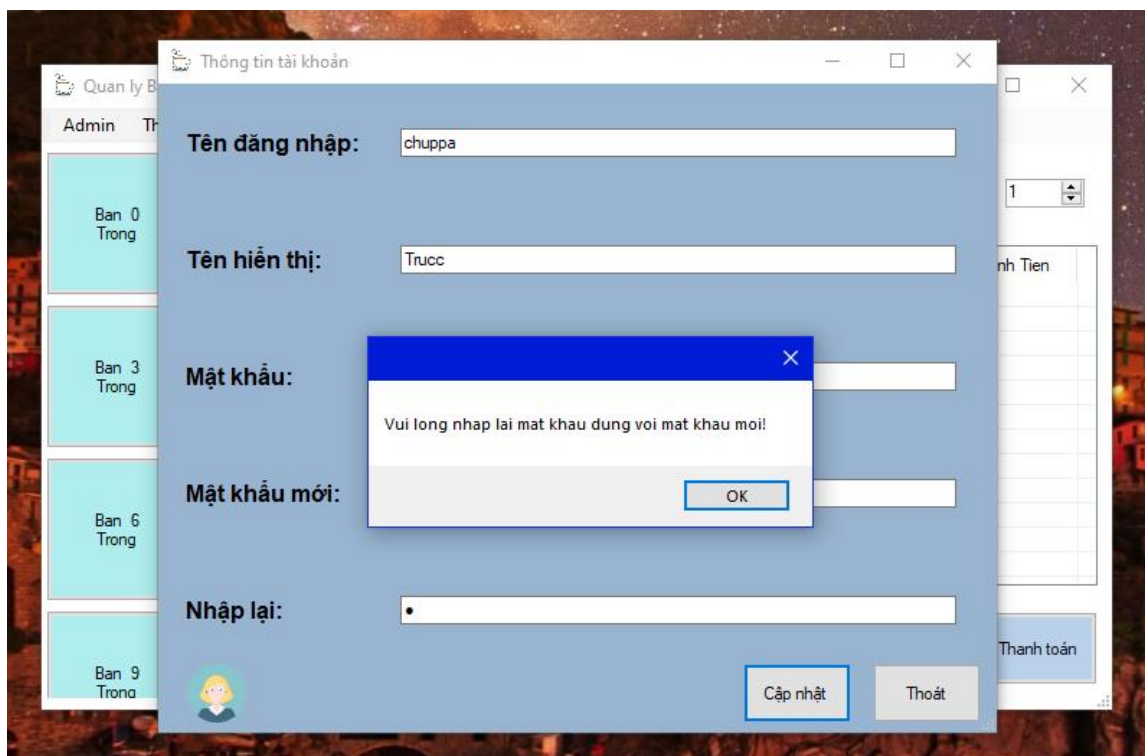 Thông tin tài khoản
Quan ly B
Admin Th
Tên đăng nhập: chuppa
1
Ban 0
Trong
Tên hiển thị: Trucc
nh Tien
Ban 3
Trong
Mật khẩu:
Vui long nhap lai mat khau dung voi mat khau moi!
OK
Mật khẩu mới:
Ban 6
Trong
Nhập lại: •
Thanh toán
Ban 9
Trong
Cập nhật
Thoát